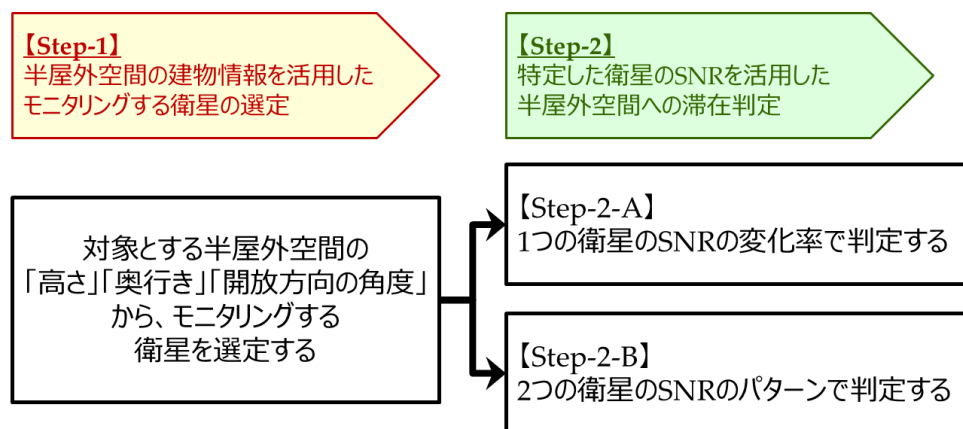 【Step-1】
半屋外空間の建物情報を活用した
モニタリングする衛星の選定
【Step-2】
特定した衛星のSNRを活用した
半屋外空間への滞在判定
対象とする半屋外空間の
「高さ」「奥行き」「開放方向の角度」
から、モニタリングする
衛星を選定する
【Step-2-A】
1つの衛星のSNRの変化率で判定する
【Step-2-B】
2つの衛星のSNRのパターンで判定する